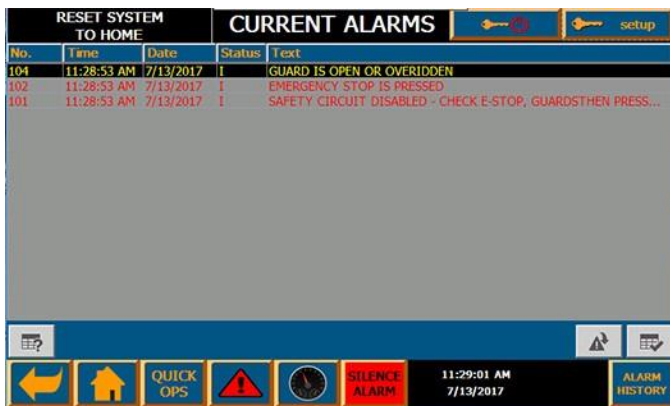 RESET SYSTEM
TO HOME
CURRENT ALARMS
setup
No. Time Date Status Text
104 11:28:53 AM 7/13/2017 I GUARD IS OPEN OR OVERIDDEN
102 11:28:53 AM 7/13/2017 I EMERGENCY STOP IS PRESSED
101 11:28:53 AM 7/13/2017 I SAFETY CIRCUIT DISABLED - CHECK E-STOP, GUARDSTHEN PRESS...
QUICK
OPS
SILENCE
ALARM
11:29:01 AM
7/13/2017
ALARM
HISTORY